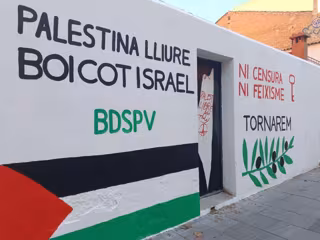 PALESTINA LLIURE
BOICOT ISRAEL
BDSPV
NI CENSURA
NI FEIXISME
TORNAREM